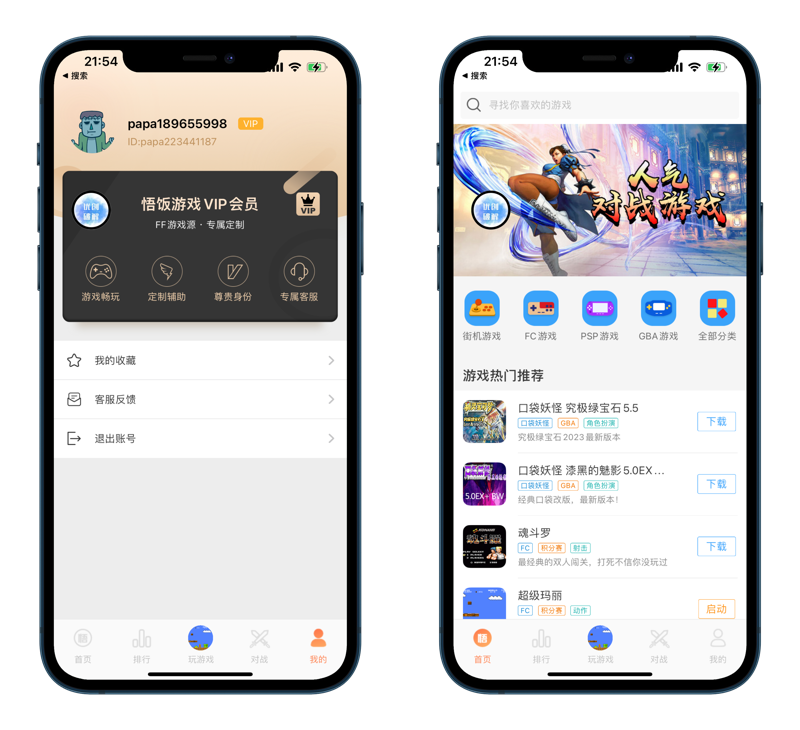 21:54
搜索
papa189655998 VIP
ID:papa223441187
悟饭游戏VIP会员
FF游戏源·专属定制
VIP
游戏畅玩 定制辅助 尊贵身份 专属客服
我的收藏
客服反馈
退出账号
首页 排行 玩游戏 对战 我的
21:54
搜索
寻找你喜欢的游戏
人气
对战游戏
街机游戏 FC游戏 PSP游戏 GBA游戏 全部分类
游戏热门推荐
口袋妖怪 究极绿宝石5.5
口袋妖怪 GBA 角色扮演
究极绿宝石2023最新版本
下载
口袋妖怪 漆黑的魅影5.0EX...
口袋妖怪 GBA 角色扮演
经典口袋改版，最新版本！
下载
5.0EX+ BW
魂斗罗
FC 积分赛 射击
最经典的双人闯关，打死不信你没玩过
下载
KONAMI
魂斗羅
超级玛丽
FC 积分赛 动作
启动
首页 排行 玩游戏 对战 我的